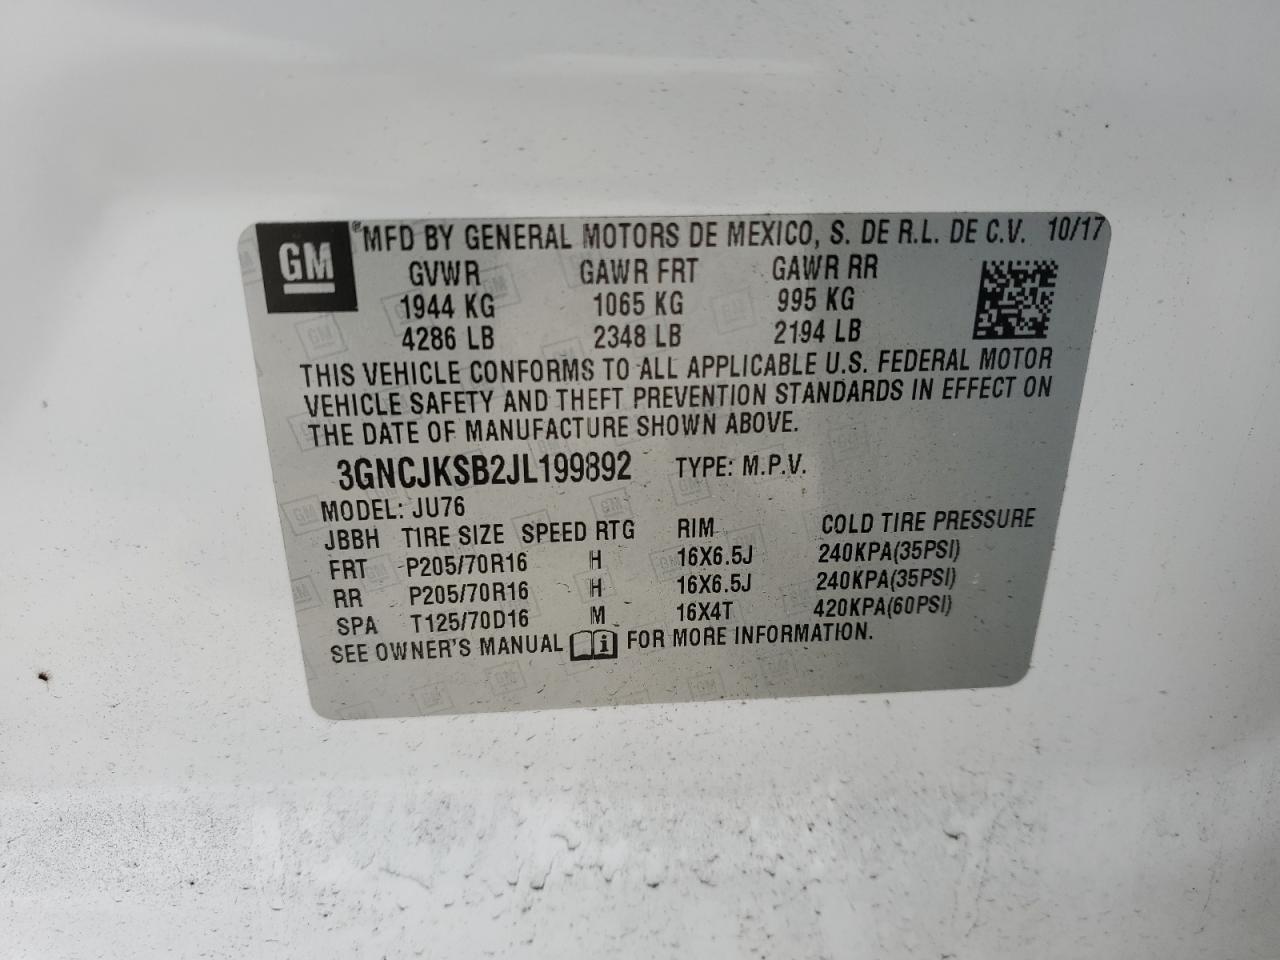 GM
® MFD BY GENERAL MOTORS DE MEXICO, S. DE R.L. DE C.V. 10/17
GVWR GAWR FRT GAWR RR
1944 KG 1065 KG 995 KG
4286 LB 2348 LB 2194 LB
THIS VEHICLE CONFORMS TO ALL APPLICABLE U.S. FEDERAL MOTOR
VEHICLE SAFETY AND THEFT PREVENTION STANDARDS IN EFFECT ON
THE DATE OF MANUFACTURE SHOWN ABOVE.
3GNCJKSB2JL199892 TYPE: M.P.V.
MODEL: JU76
JBBH TIRE SIZE SPEED RTG RIM COLD TIRE PRESSURE
FRT P205/70R16 H 16X6.5J 240KPA(35PSI)
RR P205/70R16 H 16X6.5J 240KPA(35PSI)
SPA T125/70D16 M 16X4T 420KPA(60PSI)
SEE OWNER'S MANUAL i FOR MORE INFORMATION.